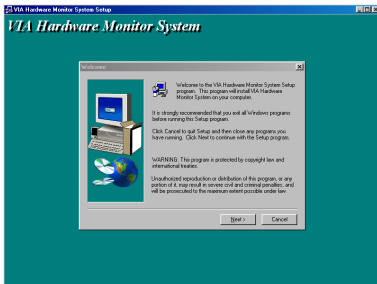 VIA Hardware Monitor System Setup
VIA Hardware Monitor System
Welcome
Welcome to the VIA Hardware Monitor System Setup
program. This program will install VIA Hardware
Monitor System on your computer.
It is strongly recommended that you exit all Windows programs
before running this Setup program.
Click Cancel to quit Setup and then close any programs you
have running. Click Next to continue with the Setup program.
WARNING: This program is protected by copyright law and
international treaties.
Unauthorized reproduction or distribution of this program, or any
portion of it, may result in severe civil and criminal penalties, and
will be prosecuted to the maximum extent possible under law.
Next >
Cancel